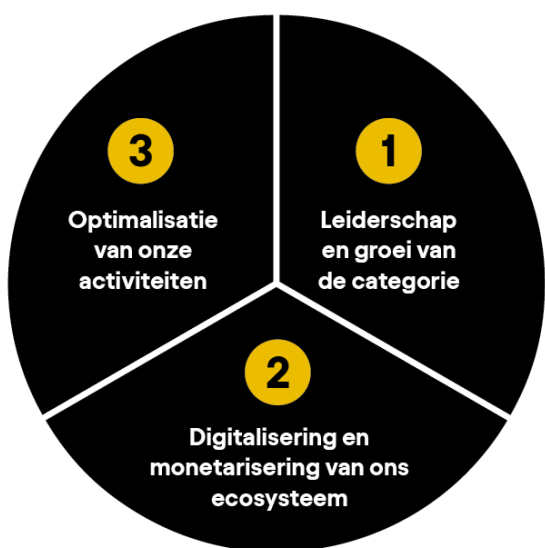 1
Leiderschap
en groei van
de categorie
2
Digitalisering en
monetarisering van ons
ecosysteem
3
Optimalisatie
van onze
activiteiten